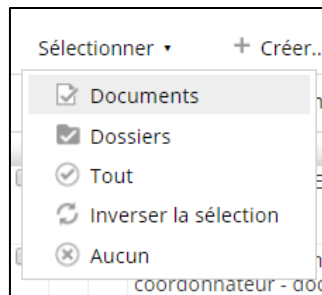 Sélectionner
Créer..
Documents
Dossiers
Tout
Inverser la sélection
Aucun
coordonnateur - doc